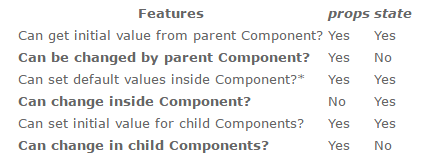 Features props state
Can get initial value from parent Component? Yes Yes
Can be changed by parent Component? Yes No
Can set default values inside Component?* Yes Yes
Can change inside Component? No Yes
Can set initial value for child Components? Yes Yes
Can change in child Components? Yes No